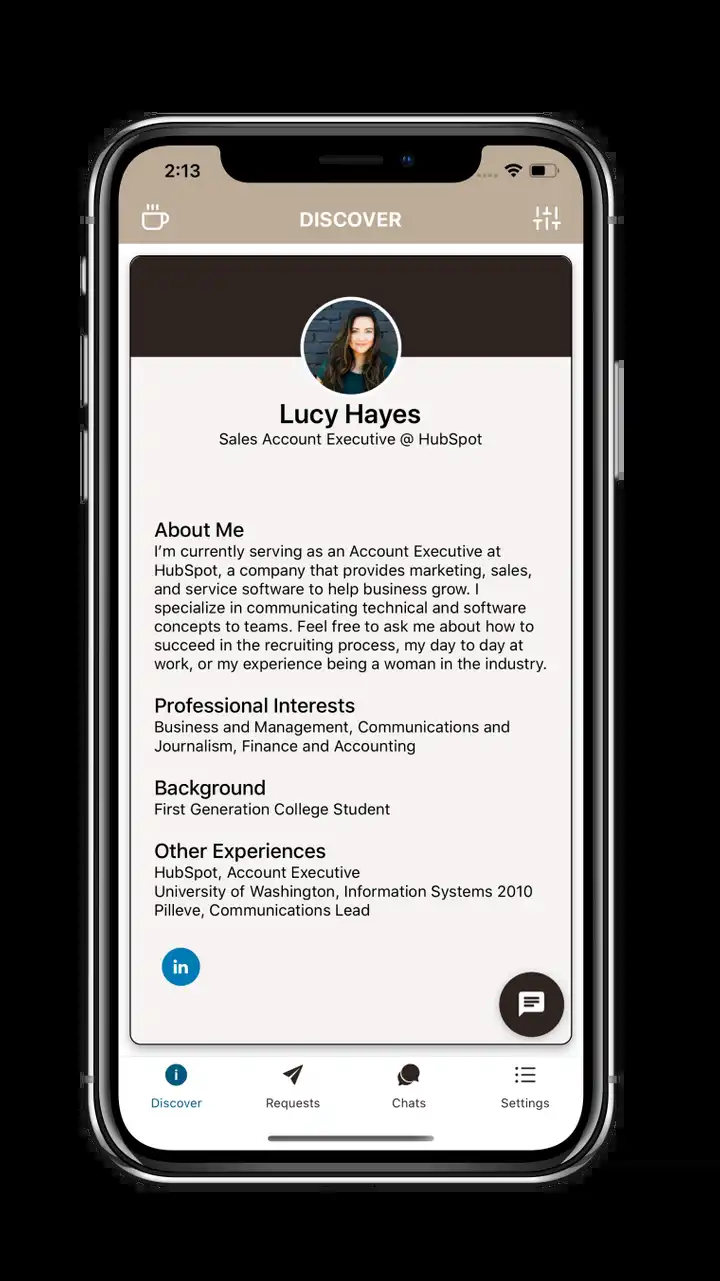 2:13
DISCOVER
Lucy Hayes
Sales Account Executive @ HubSpot
About Me
I’m currently serving as an Account Executive at
HubSpot, a company that provides marketing, sales,
and service software to help business grow. I
specialize in communicating technical and software
concepts to teams. Feel free to ask me about how to
succeed in the recruiting process, my day to day at
work, or my experience being a woman in the industry.
Professional Interests
Business and Management, Communications and
Journalism, Finance and Accounting
Background
First Generation College Student
Other Experiences
HubSpot, Account Executive
University of Washington, Information Systems 2010
Pilleve, Communications Lead
in
Discover
Requests
Chats
Settings